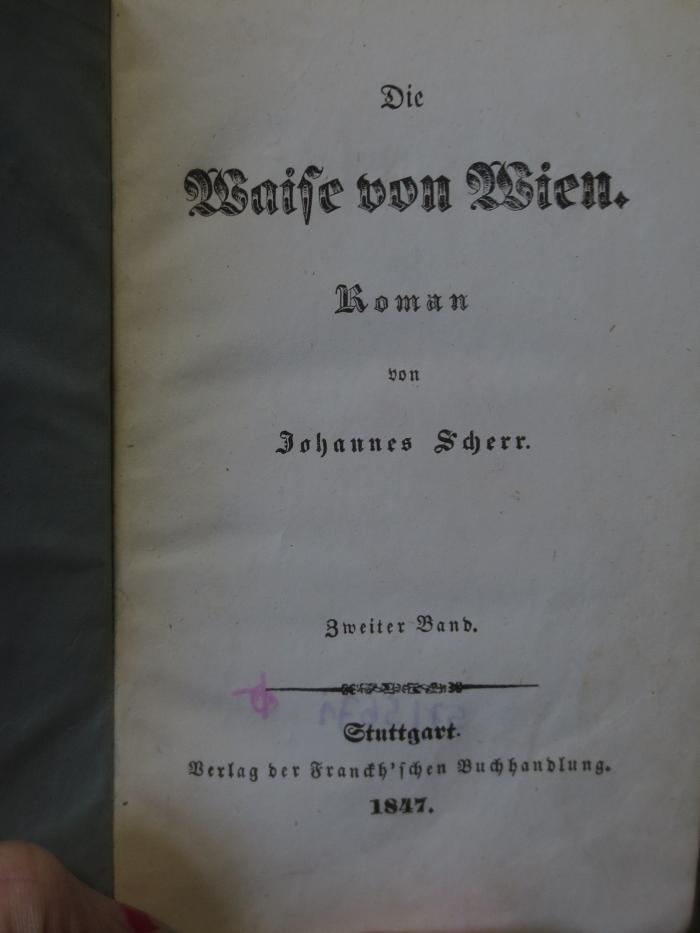 Die
Waiſe von Wien.
Roman
von
Johannes Scherr.
Zweiter Band.
Stuttgart.
Verlag der Franckh'ſchen Buchhandlung.
1847.